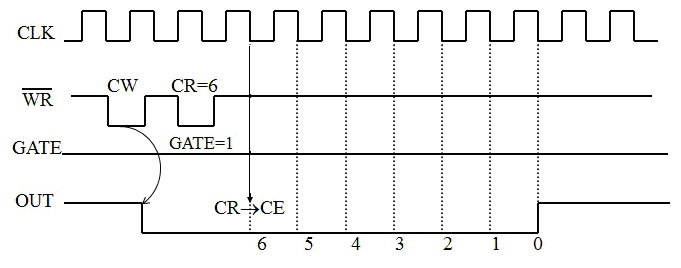 CLK
CW CR=6
WR
GATE=1
GATE
OUT
CR→CE
6 5 4 3 2 1 0